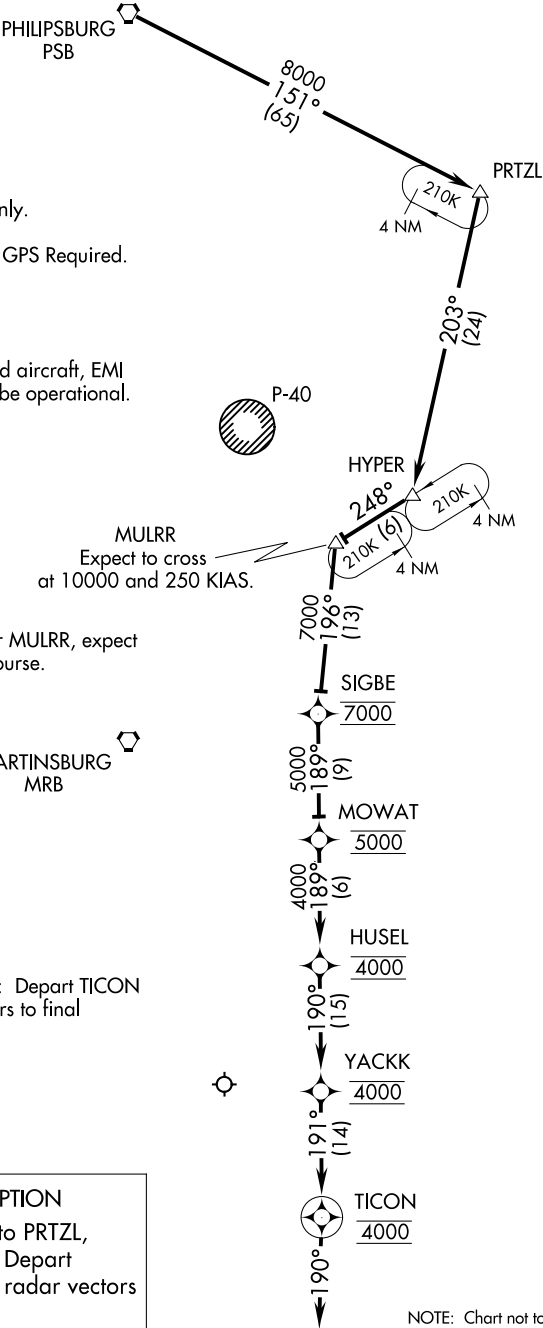 PHILIPSBURG
PSB
8000
151°
(65)
PRTZL
210K
4 NM
nly.
GPS Required.
203°
(24)
d aircraft, EMI
be operational.
P-40
HYPER
248°
(6)
210K
4 NM
MULRR
Expect to cross
at 10000 and 250 KIAS.
210K
4 NM
7000
196°
(13)
r MULRR, expect
ourse.
SIGBE
7000
ARTINSBURG
MRB
5000
189°
(9)
MOWAT
5000
4000
189°
(6)
HUSEL
4000
: Depart TICON
rs to final
190°
(15)
YACKK
4000
191°
(14)
PTION
to PRTZL,
Depart
radar vectors
TICON
4000
190°
NOTE: Chart not to